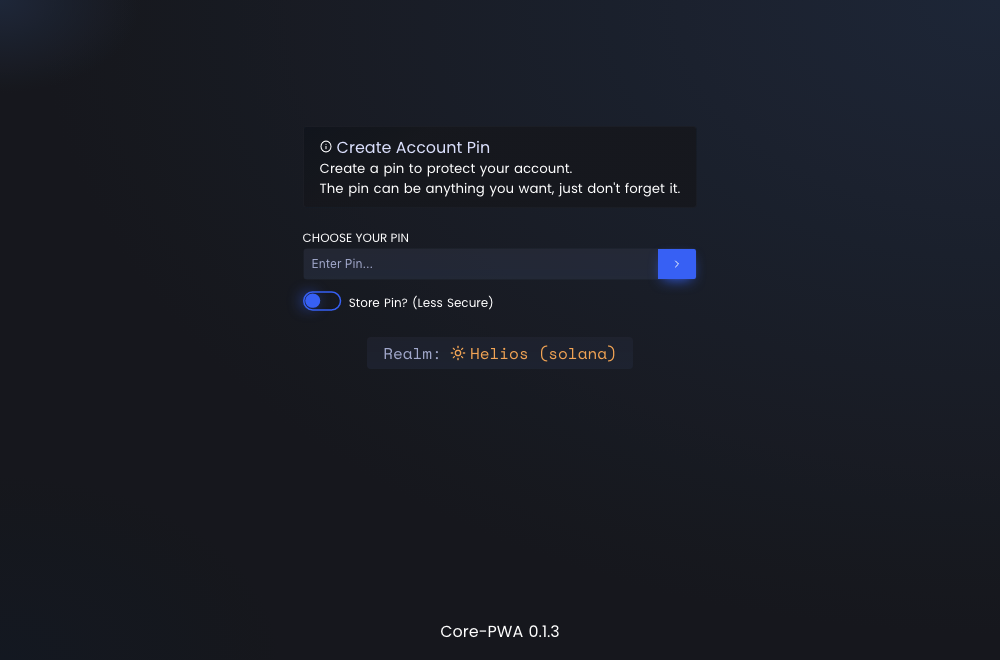 Create Account Pin
Create a pin to protect your account.
The pin can be anything you want, just don't forget it.
CHOOSE YOUR PIN
Enter Pin...
Store Pin? (Less Secure)
Realm: Helios (solana)
Core-PWA 0.1.3